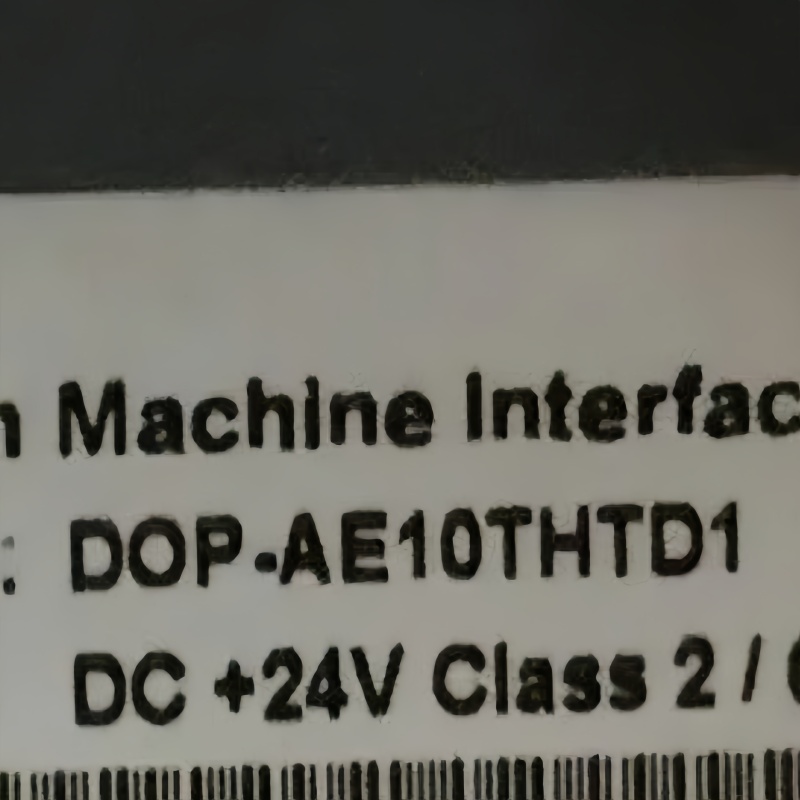 n Machine Interfac
: DOP-AE10THTD1
DC +24V Class 2 /